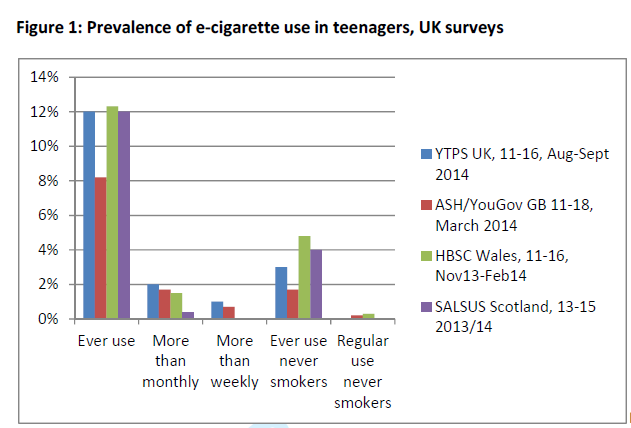 Figure 1: Prevalence of e-cigarette use in teenagers, UK surveys
14%
12%
10%
8%
6%
4%
2%
0%
Ever use
More
than
monthly
More
than
weekly
Ever use
never
smokers
Regular
use
never
smokers
YTPS UK, 11-16, Aug-Sept
2014
ASH/YouGov GB 11-18,
March 2014
HBSC Wales, 11-16,
Nov13-Feb14
SALSUS Scotland, 13-15
2013/14